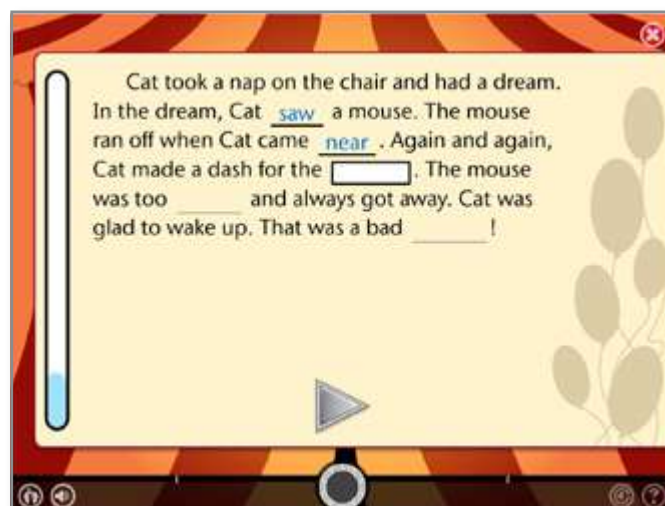 Cat took a nap on the chair and had a dream.
In the dream, Cat saw a mouse. The mouse
ran off when Cat came near . Again and again,
Cat made a dash for the . The mouse
was too and always got away. Cat was
glad to wake up. That was a bad !
?